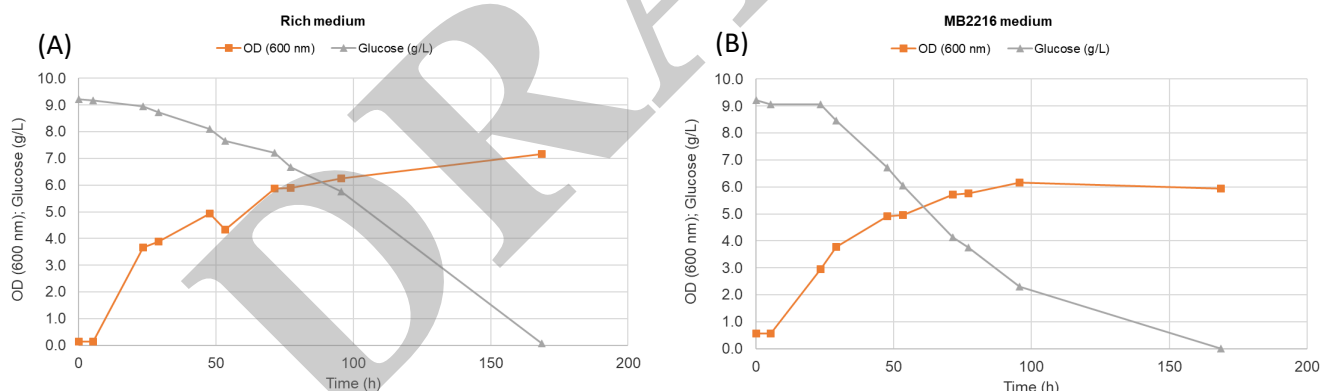 Rich medium
(A)
OD (600 nm) Glucose (g/L)
10.0
9.0
8.0
7.0
6.0
5.0
4.0
3.0
2.0
1.0
0.0
OD (600 nm); Glucose (g/L)
0 50 100 150 200
Time (h)
MB2216 medium
(B)
OD (600 nm) Glucose (g/L)
10.0
9.0
8.0
7.0
6.0
5.0
4.0
3.0
2.0
1.0
0.0
OD (600 nm); Glucose (g/L)
0 50 100 150 200
Time (h)
DRA